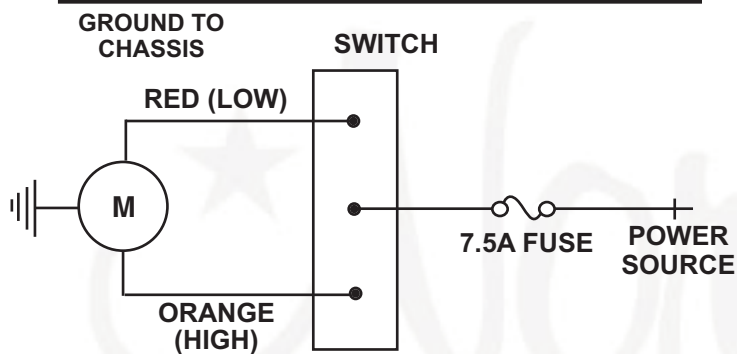 GROUND TO
CHASSIS
SWITCH
RED (LOW)
M
7.5A FUSE
POWER
SOURCE
ORANGE
(HIGH)